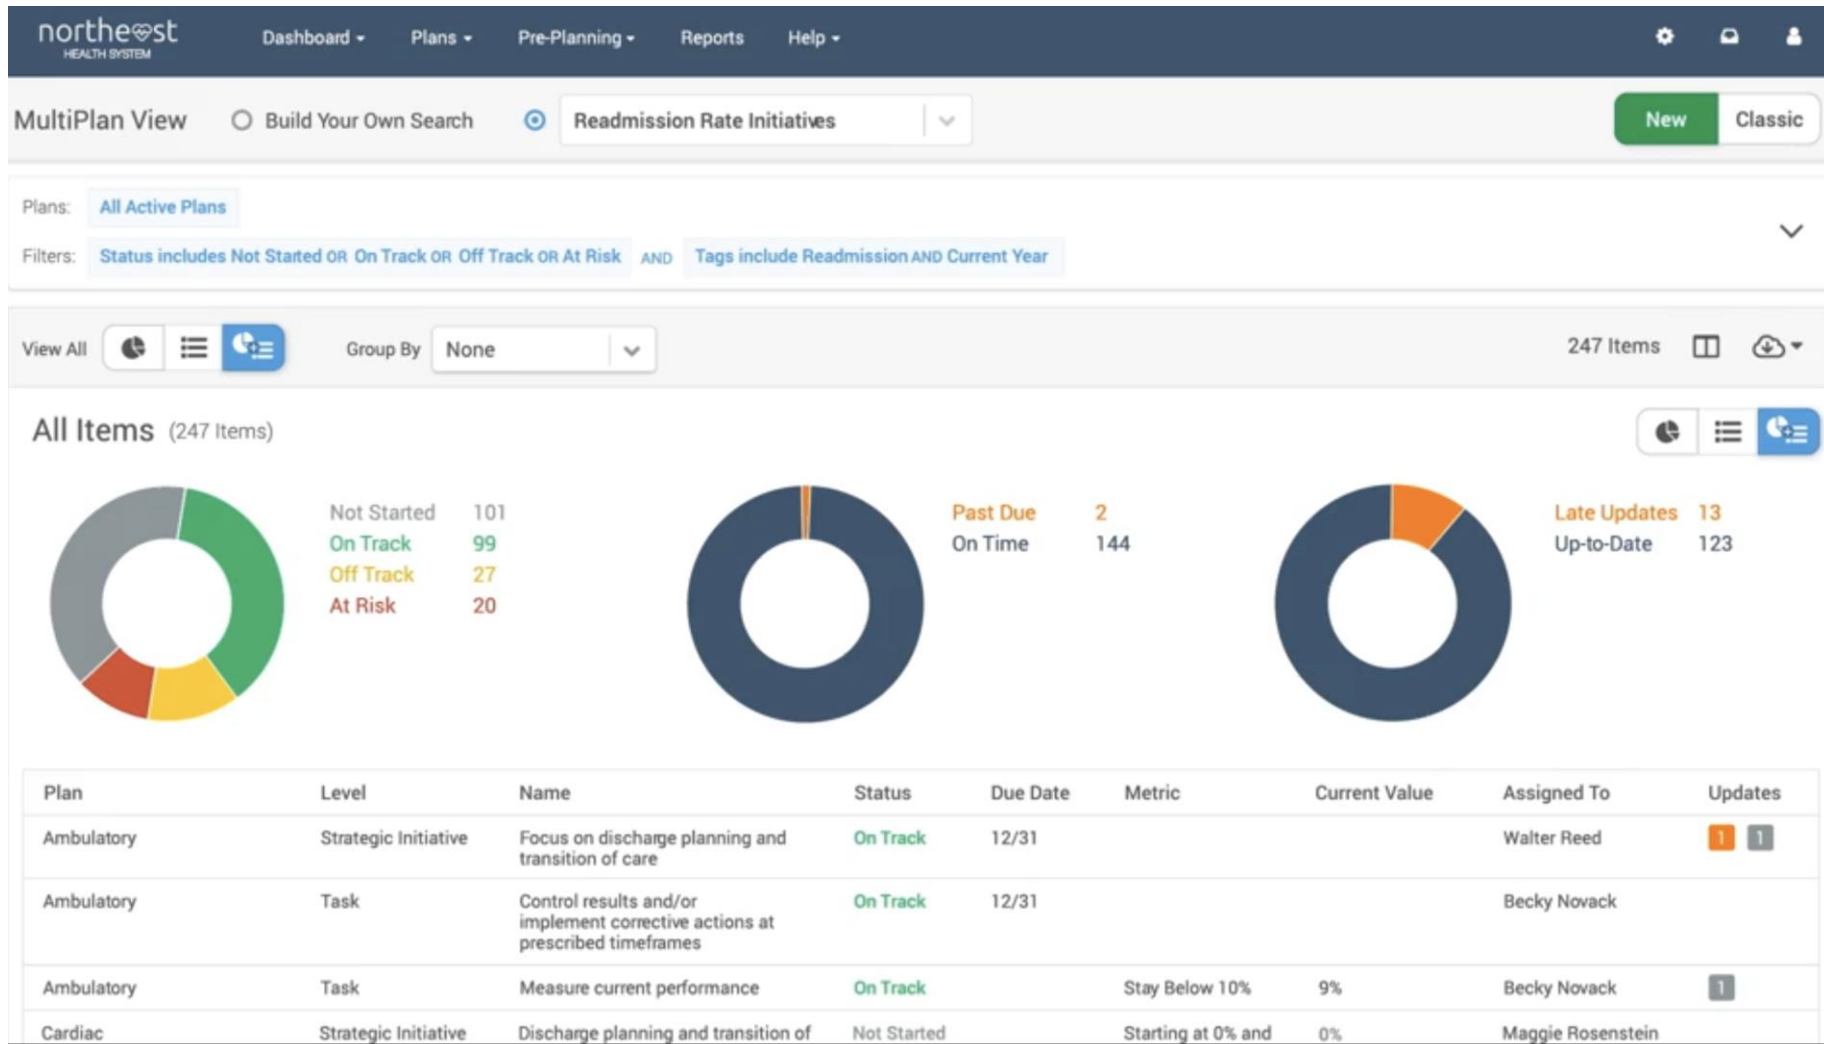 northeast
HEALTH SYSTEM
Dashboard Plans Pre-Planning Reports Help
MultiPlan View Build Your Own Search Readmission Rate Initiatives New Classic
Plans: All Active Plans
Filters: Status includes Not Started OR On Track OR Off Track OR At Risk AND Tags include Readmission AND Current Year
View All Group By None 247 Items
All Items (247 Items)
Not Started 101
On Track 99
Off Track 27
At Risk 20
Past Due 2
On Time 144
Late Updates 13
Up-to-Date 123
Plan Level Name Status Due Date Metric Current Value Assigned To Updates
Ambulatory Strategic Initiative Focus on discharge planning and On Track 12/31 Walter Reed 1 1
transition of care
Ambulatory Task Control results and/or On Track 12/31 Becky Novack
implement corrective actions at
prescribed timeframes
Ambulatory Task Measure current performance On Track Stay Below 10% 9% Becky Novack 1
Cardiac Strategic Initiative Discharge planning and transition of Not Started Starting at 0% and 0% Maggie Rosenstein